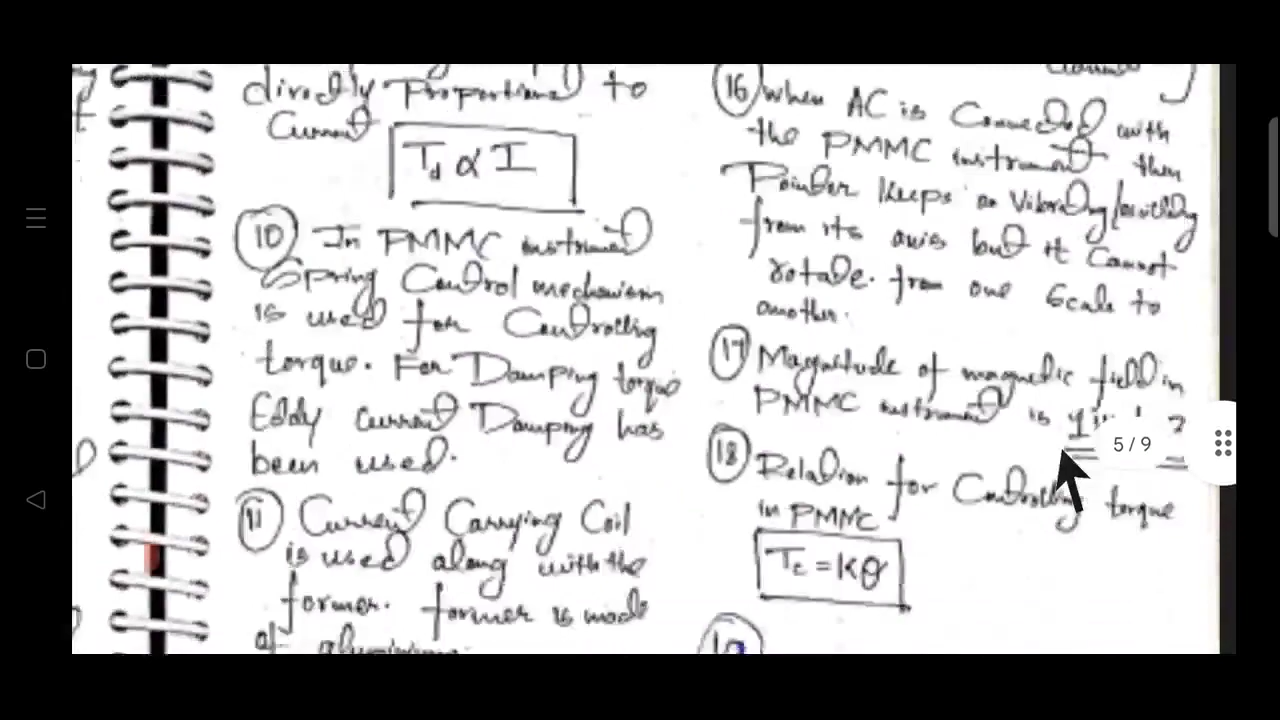 directly Proportional to
Current
Td α I
10 In PMMC instrument
Spring Control mechanism
is used for Controlling
torque. For Damping torque
Eddy current Damping has
been used.
11 Current Carrying Coil
is used along with the
former. former is made
of aluminium.
16 When AC is Connected with
the PMMC instrument then
Pointer Keeps on Vibrating/
from its axis but it Cannot
rotate. from one Scale to
another.
17 Magnitude of magnetic field in
PMMC instrument is
5/9
18 Relation for Controlling torque
in PMMC
Tc = Kθ
19